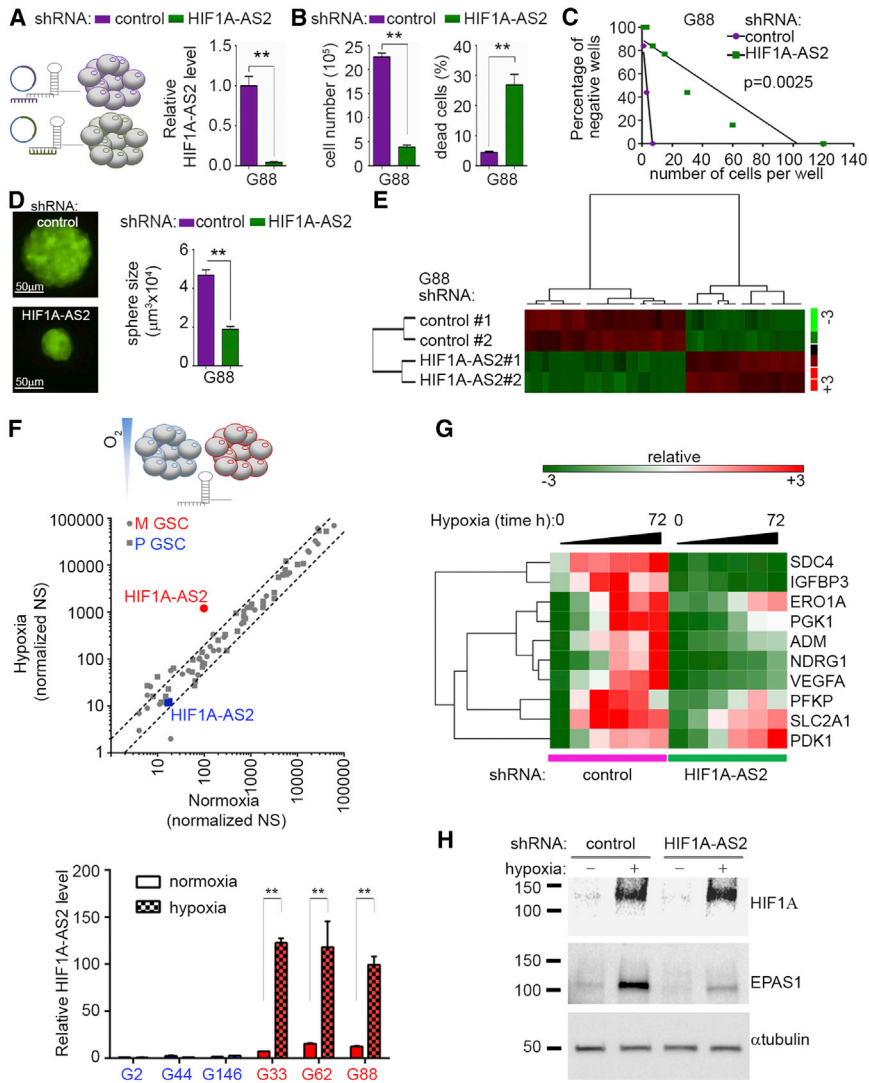 A
shRNA: control HIF1A-AS2
Relative
HIF1A-AS2 level
1.5
1.0
0.5
0.0
**
G88
B
cell number (10⁵)
25
20
15
10
5
0
**
G88
dead cells (%)
40
30
20
10
0
**
G88
C
G88
shRNA:
control
HIF1A-AS2
p=0.0025
Percentage of
negative wells
100
80
60
40
20
0
0 20 40 60 80 100 120 140
number of cells per well
D
shRNA:
control
50μm
HIF1A-AS2
50μm
shRNA: control HIF1A-AS2
sphere size
(μm³x10⁴)
6
4
2
0
**
G88
E
G88
shRNA:
control #1
control #2
HIF1A-AS2#1
HIF1A-AS2#2
-3
+3
F
O₂
M GSC
P GSC
HIF1A-AS2
HIF1A-AS2
Hypoxia
(normalized NS)
100000
10000
1000
100
10
1
10 100 1000 10000 100000
Normoxia
(normalized NS)
Relative HIF1A-AS2 level
200
150
100
50
0
normoxia
hypoxia
** ** **
G2 G44 G146 G33 G62 G88
G
relative
-3 +3
Hypoxia (time h):0 72 0 72
SDC4
IGFBP3
ERO1A
PGK1
ADM
NDRG1
VEGFA
PFKP
SLC2A1
PDK1
shRNA: control HIF1A-AS2
H
shRNA: control HIF1A-AS2
hypoxia: − + − +
150
100
HIF1A
150
100
EPAS1
50
αtubulin